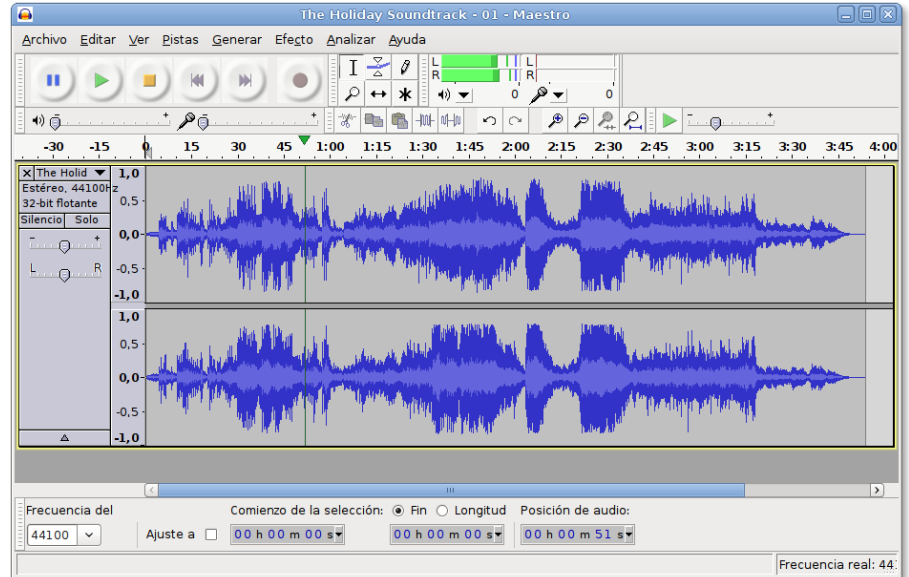 The Holiday Soundtrack - 01 - Maestro
Archivo Editar Ver Pistas Generar Efecto Analizar Ayuda
L L
R R
0 0
- + - + - +
-30 -15 0 15 30 45 1:00 1:15 1:30 1:45 2:00 2:15 2:30 2:45 3:00 3:15 3:30 3:45 4:00
X The Holid 1,0
Estéreo, 44100Hz
32-bit flotante 0,5
Silencio Solo
- + 0,0
L R -0,5
-1,0
1,0
0,5
0,0
-0,5
-1,0
Frecuencia del Comienzo de la selección: Fin Longitud Posición de audio:
44100 Ajuste a 00 h 00 m 00 s 00 h 00 m 00 s 00 h 00 m 51 s
Frecuencia real: 44